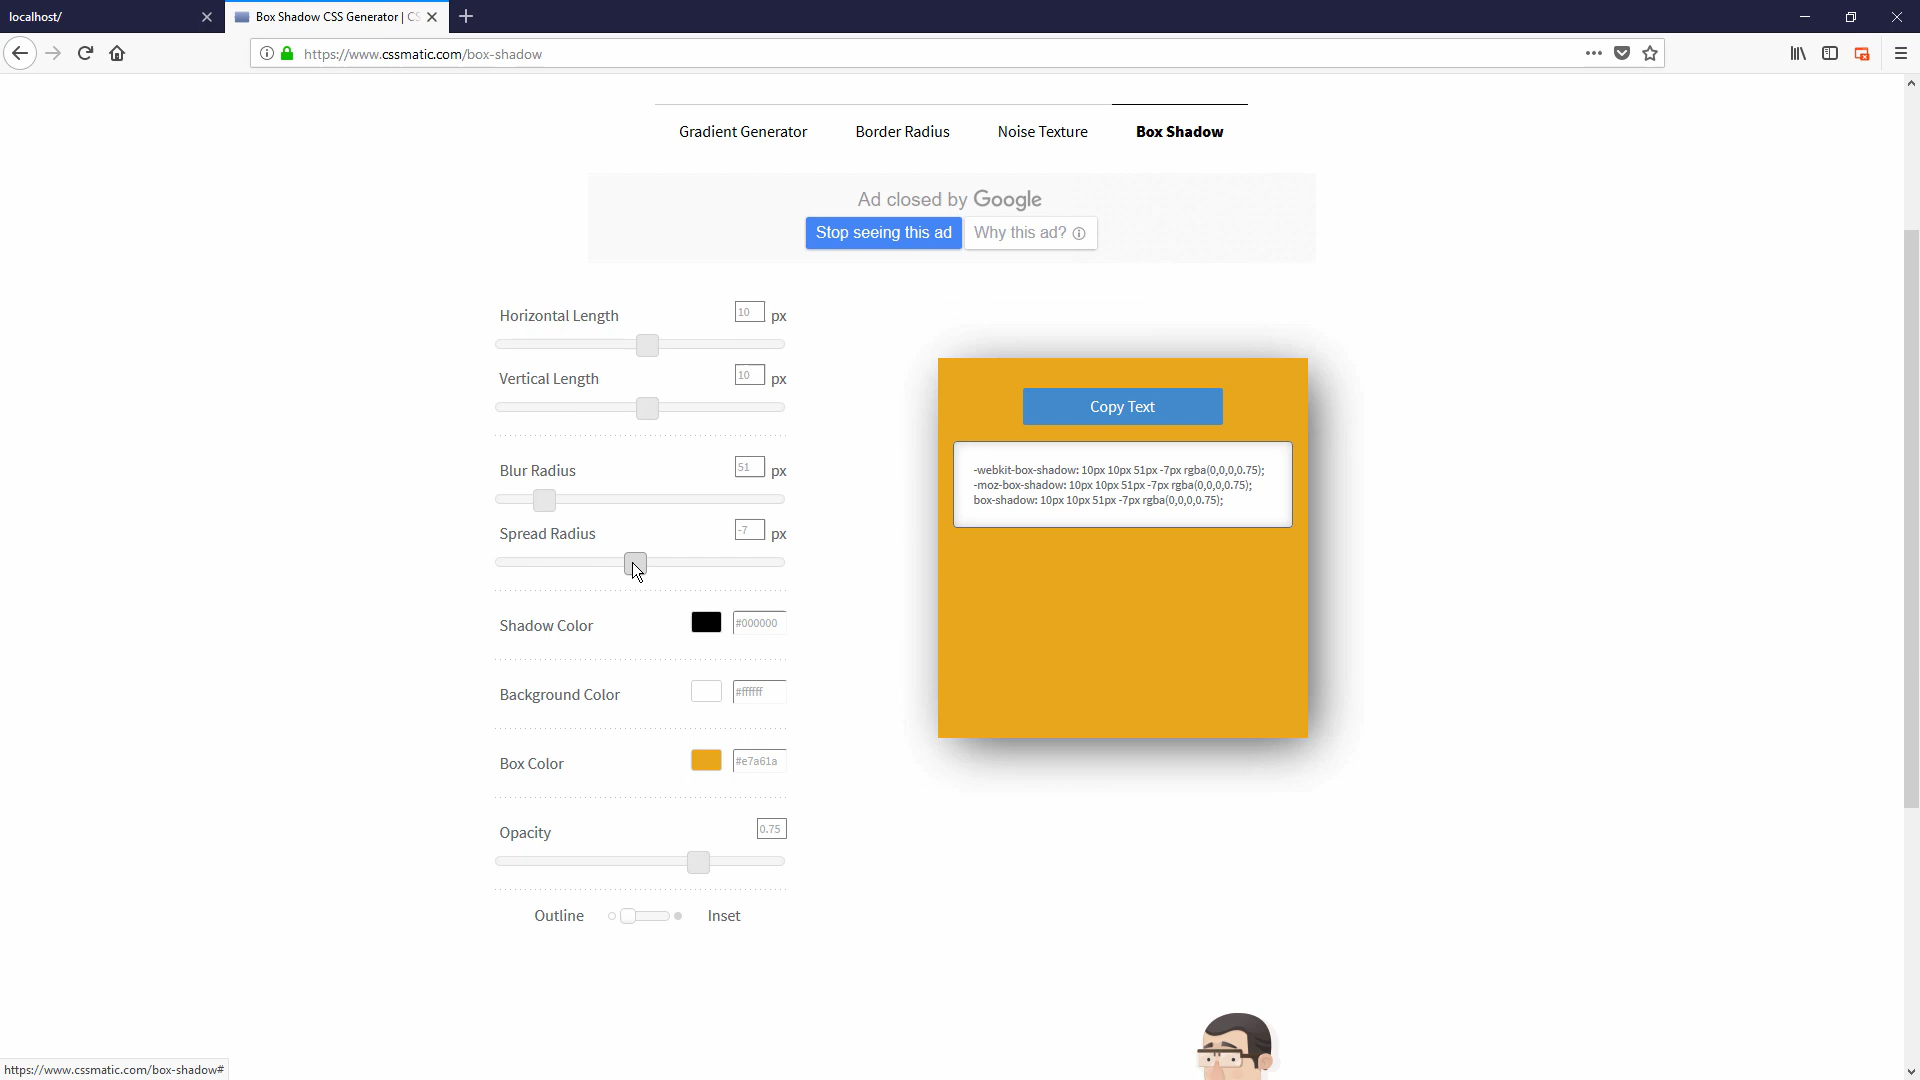 localhost/
Box Shadow CSS Generator | CS
https://www.cssmatic.com/box-shadow
Gradient Generator
Border Radius
Noise Texture
Box Shadow
Ad closed by Google
Stop seeing this ad
Why this ad?
Horizontal Length
10 px
Vertical Length
10 px
Blur Radius
51 px
Spread Radius
-7 px
Shadow Color
#000000
Background Color
#ffffff
Box Color
#e7a61a
Opacity
0.75
Outline
Inset
Copy Text
-webkit-box-shadow: 10px 10px 51px -7px rgba(0,0,0,0.75);
-moz-box-shadow: 10px 10px 51px -7px rgba(0,0,0,0.75);
box-shadow: 10px 10px 51px -7px rgba(0,0,0,0.75);
https://www.cssmatic.com/box-shadow#